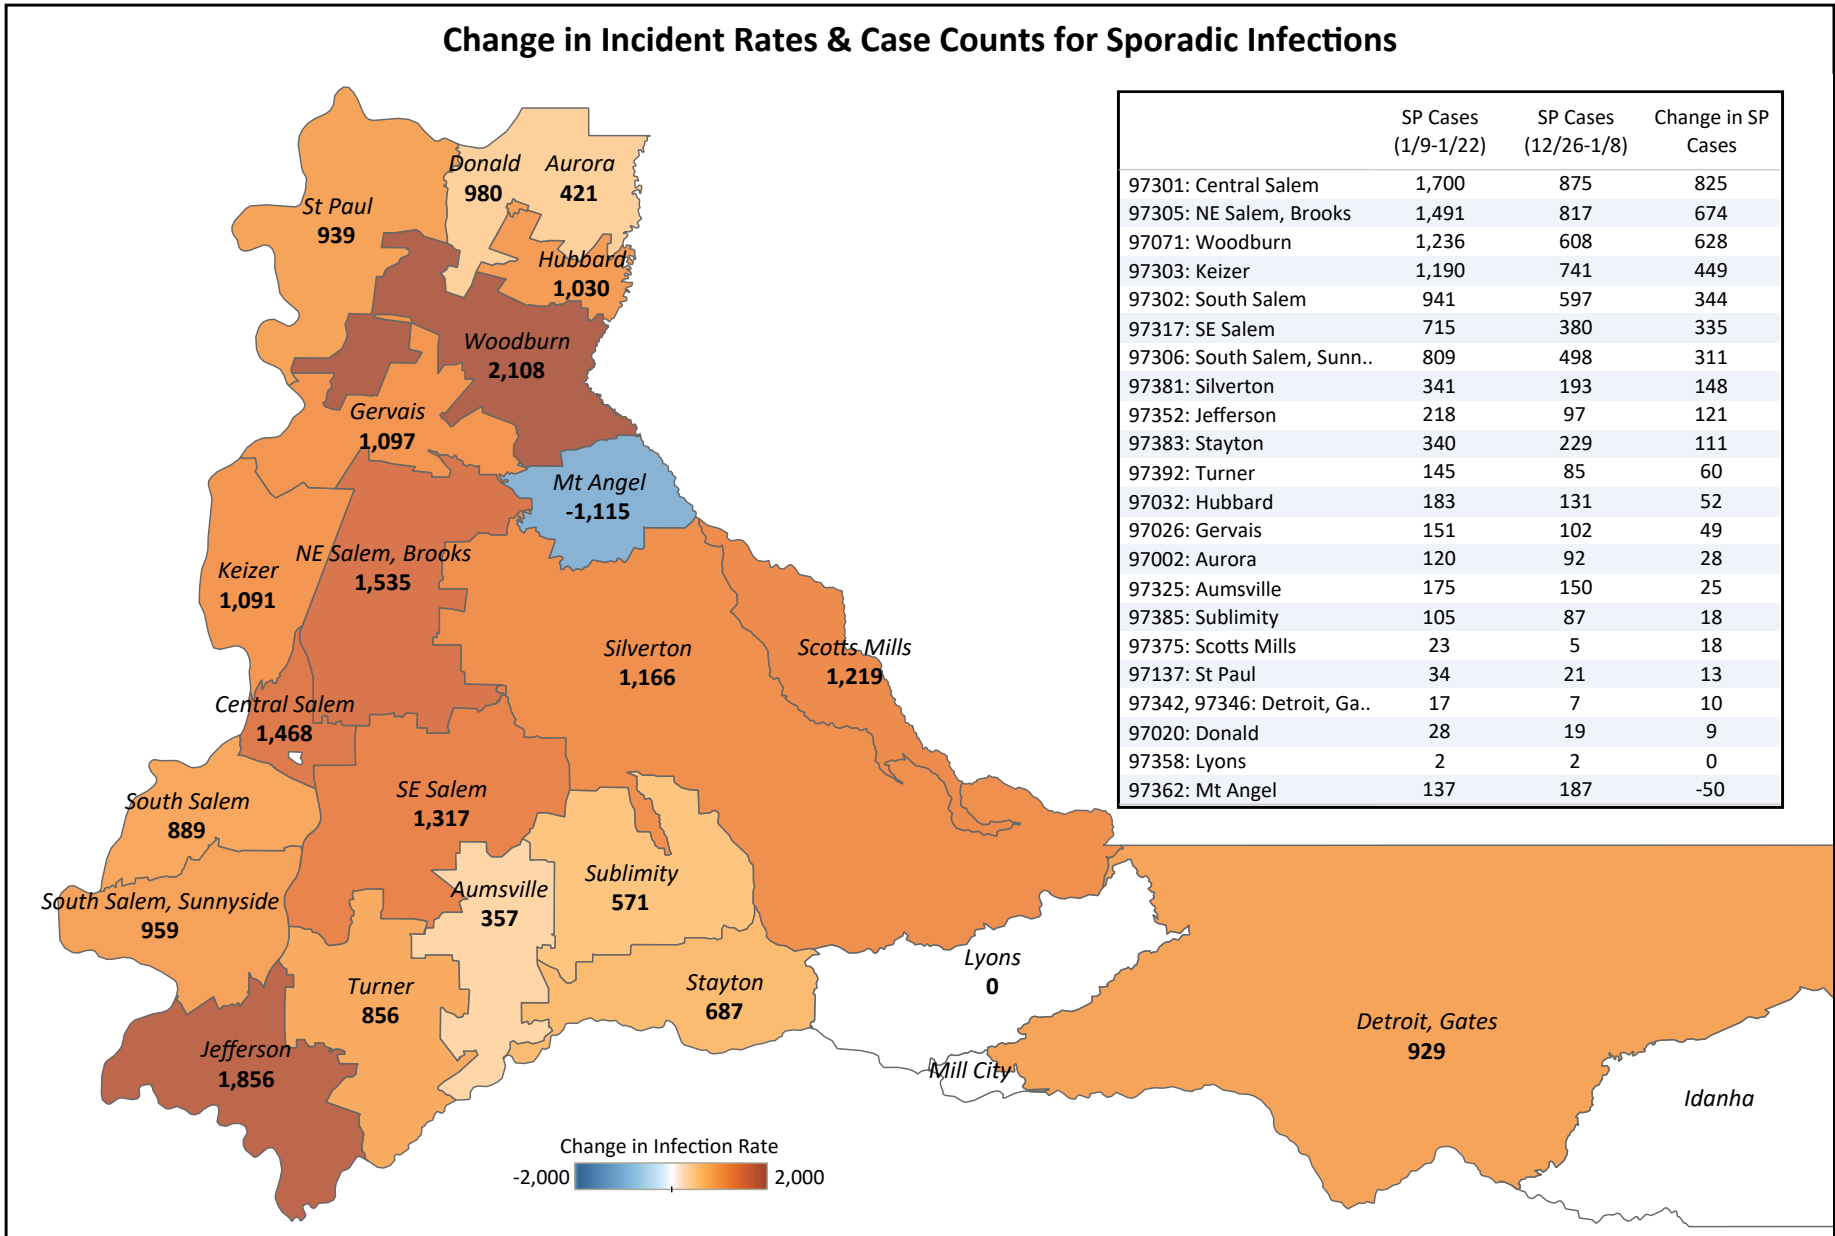 Change in Incident Rates & Case Counts for Sporadic Infections
SP Cases (1/9-1/22) SP Cases (12/26-1/8) Change in SP Cases
97301: Central Salem 1,700 875 825
97305: NE Salem, Brooks 1,491 817 674
97071: Woodburn 1,236 608 628
97303: Keizer 1,190 741 449
97302: South Salem 941 597 344
97317: SE Salem 715 380 335
97306: South Salem, Sunn.. 809 498 311
97381: Silverton 341 193 148
97352: Jefferson 218 97 121
97383: Stayton 340 229 111
97392: Turner 145 85 60
97032: Hubbard 183 131 52
97026: Gervais 151 102 49
97002: Aurora 120 92 28
97325: Aumsville 175 150 25
97385: Sublimity 105 87 18
97375: Scotts Mills 23 5 18
97137: St Paul 34 21 13
97342, 97346: Detroit, Ga.. 17 7 10
97020: Donald 28 19 9
97358: Lyons 2 2 0
97362: Mt Angel 137 187 -50
Donald
980
Aurora
421
St Paul
939
Hubbard
1,030
Woodburn
2,108
Gervais
1,097
Mt Angel
-1,115
NE Salem, Brooks
1,535
Keizer
1,091
Silverton
1,166
Scotts Mills
1,219
Central Salem
1,468
SE Salem
1,317
South Salem
889
Sublimity
571
Aumsville
357
South Salem, Sunnyside
959
Lyons
0
Stayton
687
Turner
856
Detroit, Gates
929
Jefferson
1,856
Mill City
Idanha
Change in Infection Rate
-2,000 2,000